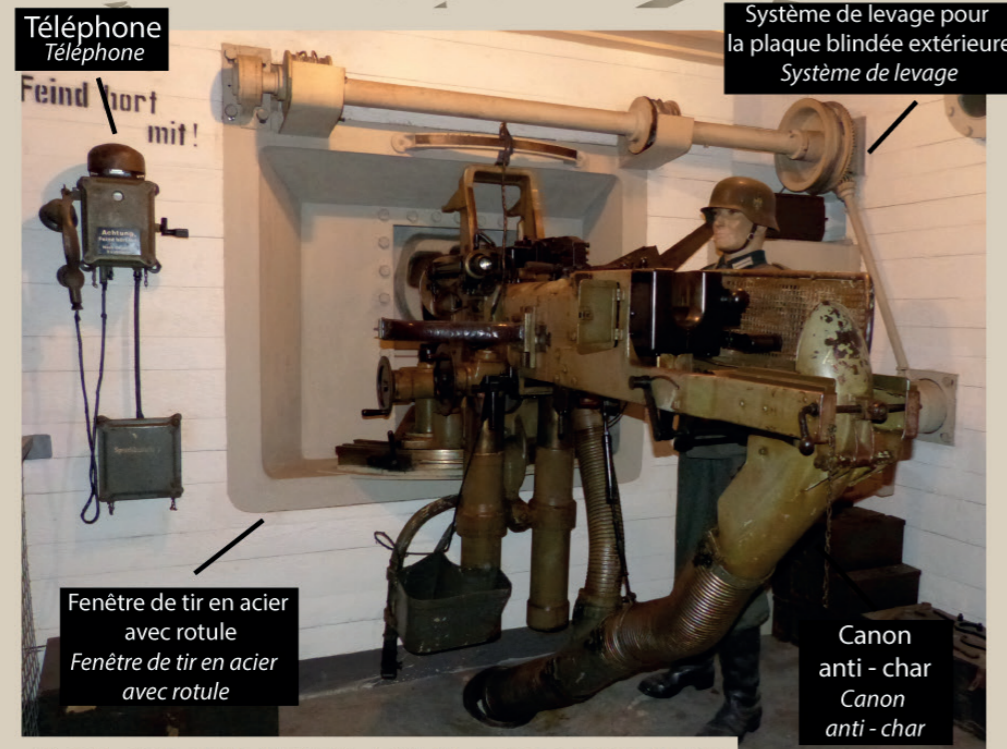 Téléphone
Téléphone
Système de levage pour
la plaque blindée extérieure
Système de levage
Feind hort
mit!
Achtung
Fenêtre de tir en acier
avec rotule
Fenêtre de tir en acier
avec rotule
Canon
anti - char
Canon
anti - char